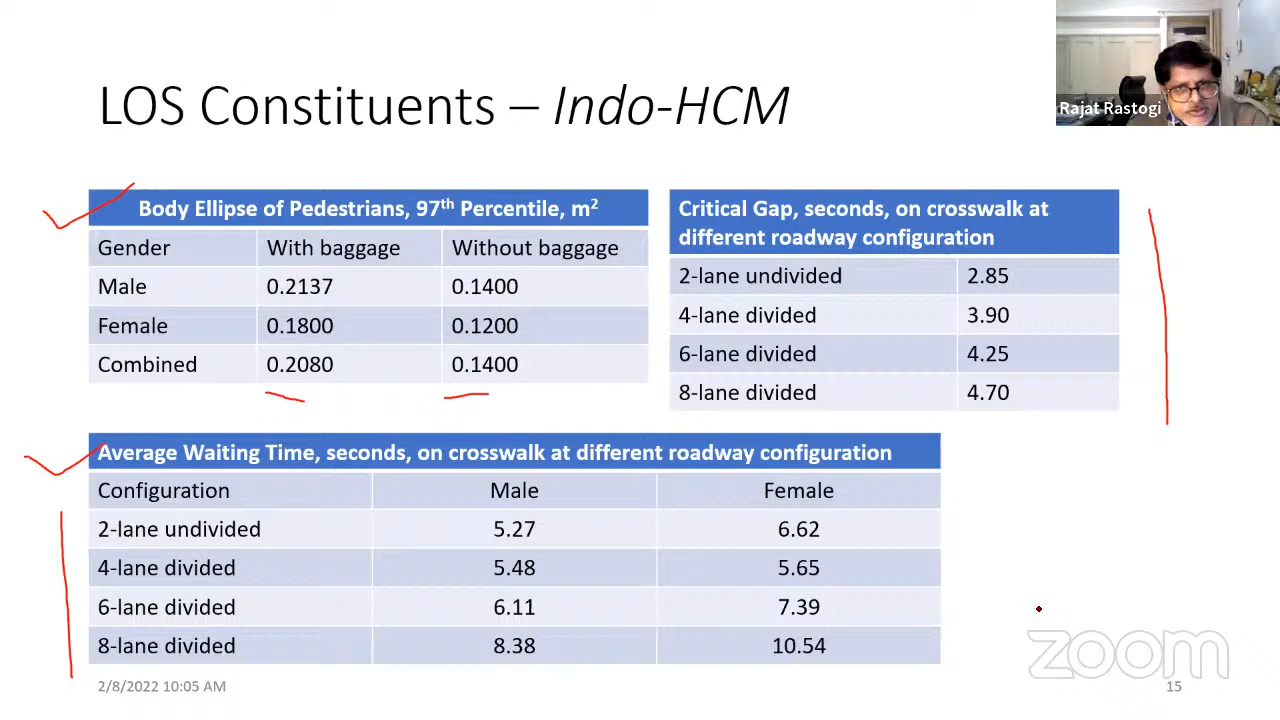 Rajat Rastogi
LOS Constituents – Indo-HCM
Body Ellipse of Pedestrians, 97th Percentile, m2
Gender With baggage Without baggage
Male 0.2137 0.1400
Female 0.1800 0.1200
Combined 0.2080 0.1400
Critical Gap, seconds, on crosswalk at
different roadway configuration
2-lane undivided 2.85
4-lane divided 3.90
6-lane divided 4.25
8-lane divided 4.70
Average Waiting Time, seconds, on crosswalk at different roadway configuration
Configuration Male Female
2-lane undivided 5.27 6.62
4-lane divided 5.48 5.65
6-lane divided 6.11 7.39
8-lane divided 8.38 10.54
zoom
2/8/2022 10:05 AM 15